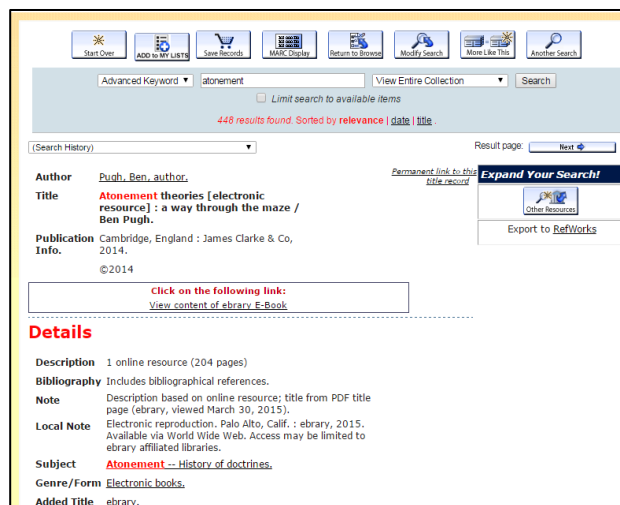 Start Over
ADD to MY LISTS
Save Records
MARC Display
Return to Browse
Modify Search
More Like This
Another Search
Advanced Keyword ▼ atonement View Entire Collection ▼ Search
Limit search to available items
448 results found. Sorted by relevance | date | title .
(Search History) ▼ Result page: Next
Author Pugh, Ben, author.
Permanent link to this
title record
Title Atonement theories [electronic
resource] : a way through the maze /
Ben Pugh.
Publication Cambridge, England : James Clarke & Co,
Info. 2014.
©2014
Expand Your Search!
Other Resources
Export to RefWorks
Click on the following link:
View content of ebrary E-Book
Details
Description 1 online resource (204 pages)
Bibliography Includes bibliographical references.
Note Description based on online resource; title from PDF title
page (ebrary, viewed March 30, 2015).
Local Note Electronic reproduction. Palo Alto, Calif. : ebrary, 2015.
Available via World Wide Web. Access may be limited to
ebrary affiliated libraries.
Subject Atonement -- History of doctrines.
Genre/Form Electronic books.
Added Title ebrary.